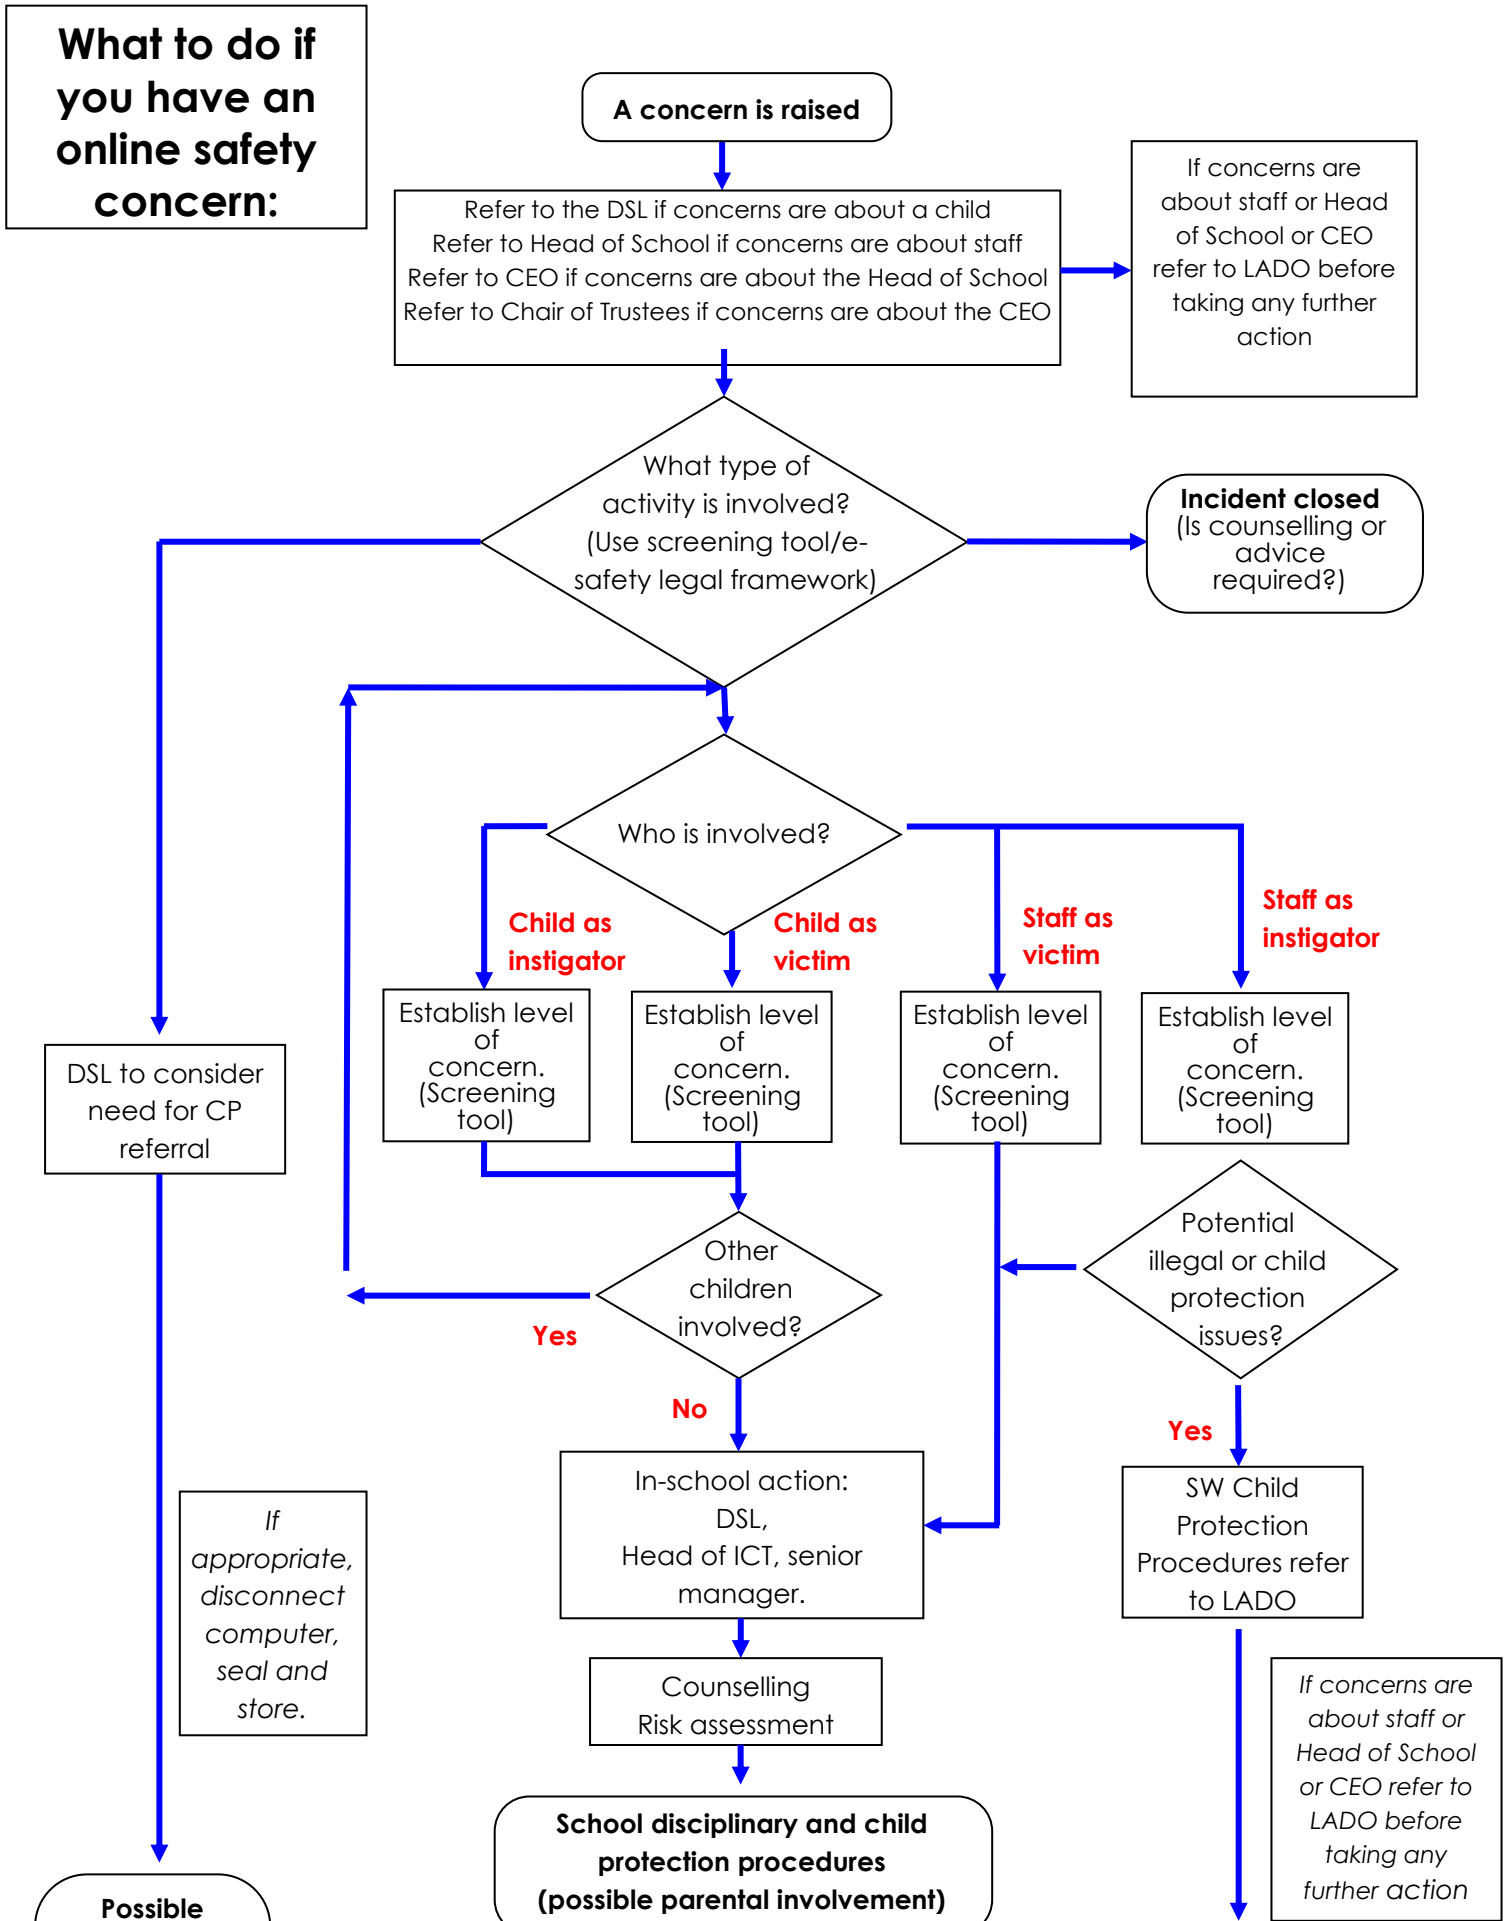 What to do if
you have an
online safety
concern:
A concern is raised
Refer to the DSL if concerns are about a child
Refer to Head of School if concerns are about staff
Refer to CEO if concerns are about the Head of School
Refer to Chair of Trustees if concerns are about the CEO
If concerns are
about staff or Head
of School or CEO
refer to LADO before
taking any further
action
What type of
activity is involved?
(Use screening tool/e-
safety legal framework)
Incident closed
(Is counselling or
advice
required?)
Who is involved?
Child as
instigator
Child as
victim
Staff as
victim
Staff as
instigator
Establish level
of
concern.
(Screening
tool)
Establish level
of
concern.
(Screening
tool)
Establish level
of
concern.
(Screening
tool)
Establish level
of
concern.
(Screening
tool)
DSL to consider
need for CP
referral
Other
children
involved?
Potential
illegal or child
protection
issues?
Yes
No
Yes
In-school action:
DSL,
Head of ICT, senior
manager.
SW Child
Protection
Procedures refer
to LADO
If
appropriate,
disconnect
computer,
seal and
store.
Counselling
Risk assessment
If concerns are
about staff or
Head of School
or CEO refer to
LADO before
taking any
further action
School disciplinary and child
protection procedures
(possible parental involvement)
Possible